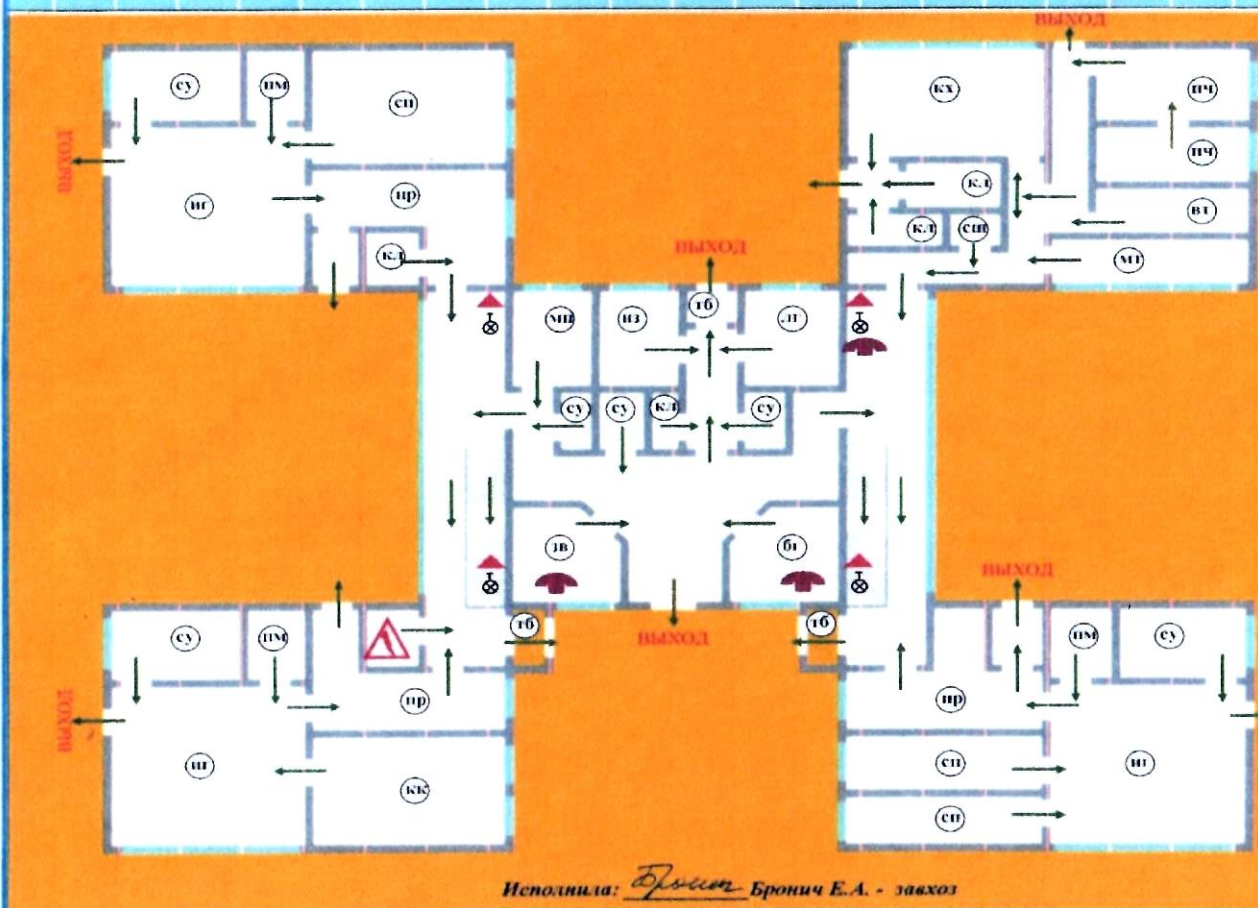 ВЫХОД
су
пм
сп
кх
пч
ВЫХОД
пч
иг
пр
кл
вт
кл
кл
сш
мт
ВЫХОД
тб
мц
из
лг
су
су
кл
су
зв
бг
ВЫХОД
тб
ВЫХОД
тб
су
пм
пм
су
пр
пр
ВЫХОД
иг
кк
сп
иг
сп
Исполнила: Бронич Е.А. - завхоз